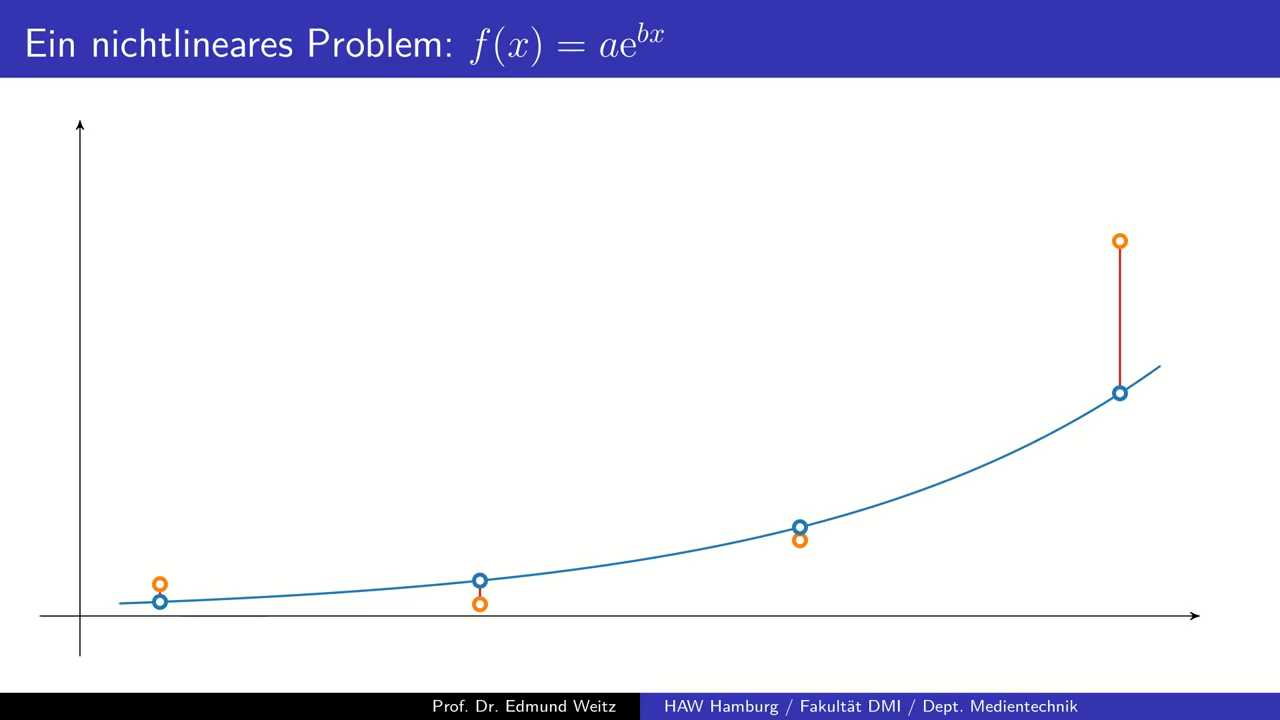 Ein nichtlineares Problem: f(x) = ae^{bx}
Prof. Dr. Edmund Weitz
HAW Hamburg / Fakultät DMI / Dept. Medientechnik